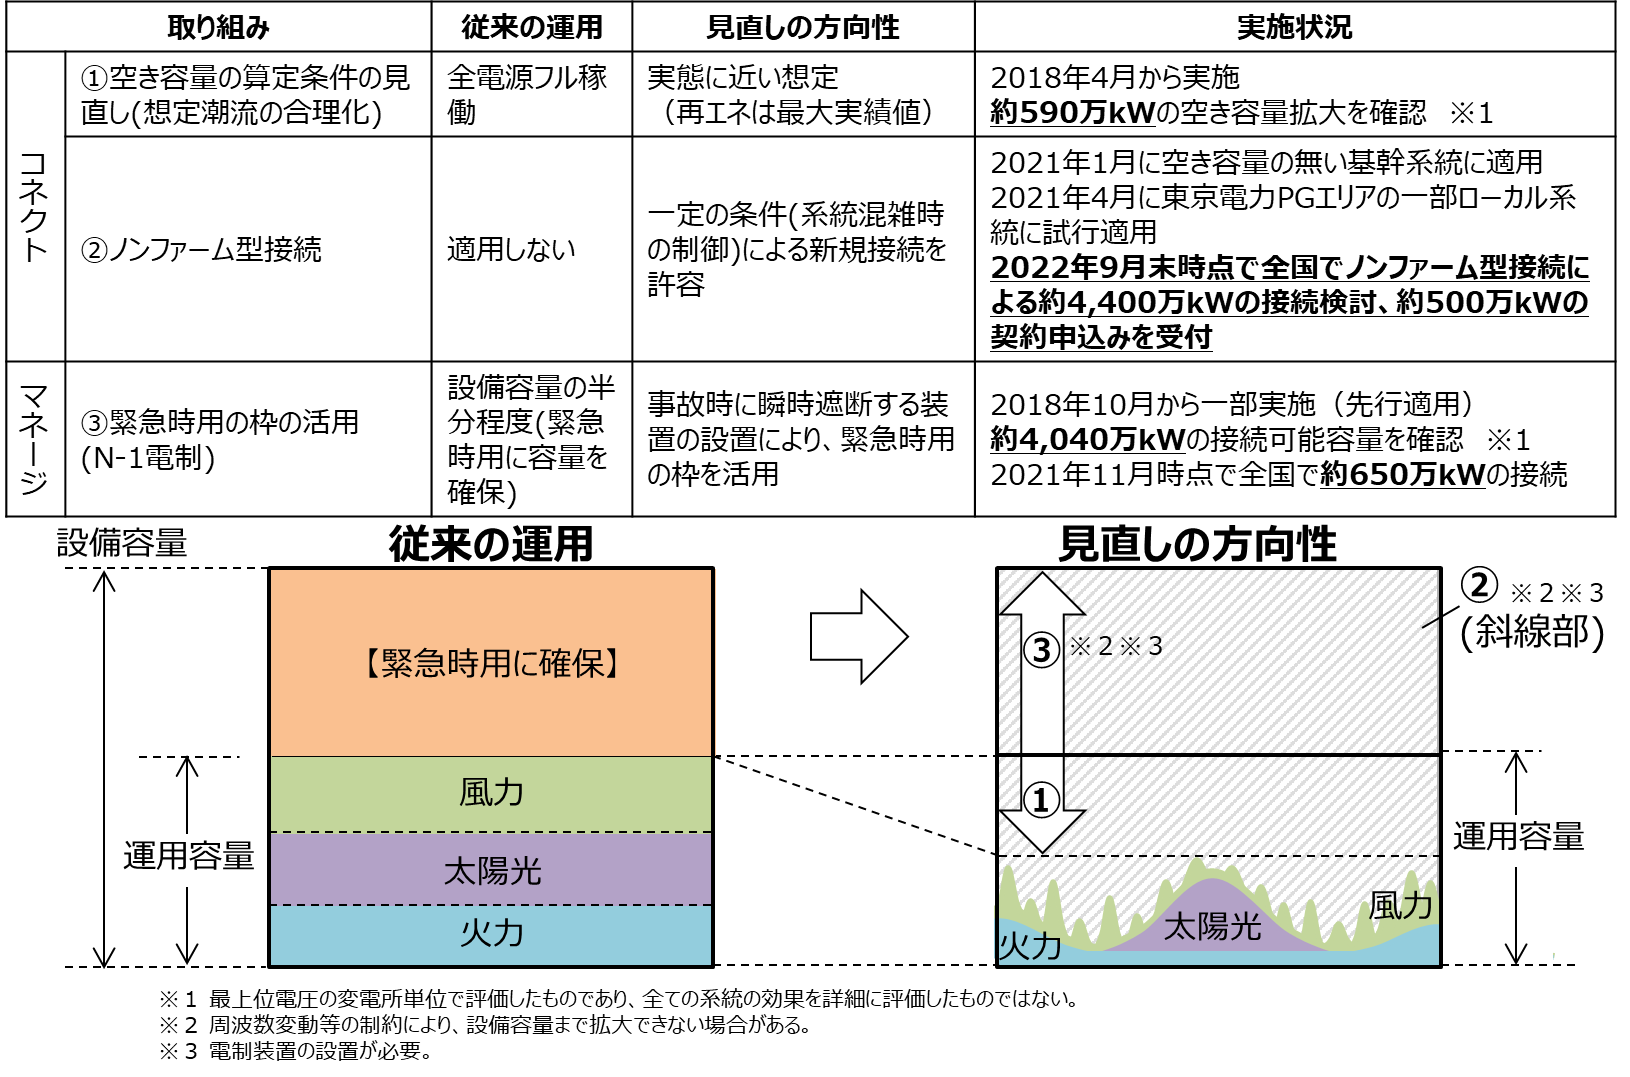 取り組み
従来の運用
見直しの方向性
実施状況
コネクト
①空き容量の算定条件の見
直し(想定潮流の合理化)
全電源フル稼
働
実態に近い想定
（再エネは最大実績値）
2018年4月から実施
約590万kWの空き容量拡大を確認　※1
②ノンファーム型接続
適用しない
一定の条件(系統混雑時
の制御)による新規接続を
許容
2021年1月に空き容量の無い基幹系統に適用
2021年4月に東京電力PGエリアの一部ローカル系
統に試行適用
2022年9月末時点で全国でノンファーム型接続に
よる約4,400万kWの接続検討、約500万kWの
契約申込みを受付
マネージ
③緊急時用の枠の活用
(N-1電制)
設備容量の半
分程度(緊急
時用に容量を
確保)
事故時に瞬時遮断する装
置の設置により、緊急時用
の枠を活用
2018年10月から一部実施（先行適用）
約4,040万kWの接続可能容量を確認　※1
2021年11月時点で全国で約650万kWの接続
設備容量
従来の運用
【緊急時用に確保】
風力
太陽光
火力
運用容量
見直しの方向性
② ※２※３
(斜線部)
③ ※２※３
①
風力
太陽光
火力
運用容量
※１ 最上位電圧の変電所単位で評価したものであり、全ての系統の効果を詳細に評価したものではない。
※２ 周波数変動等の制約により、設備容量まで拡大できない場合がある。
※３ 電制装置の設置が必要。